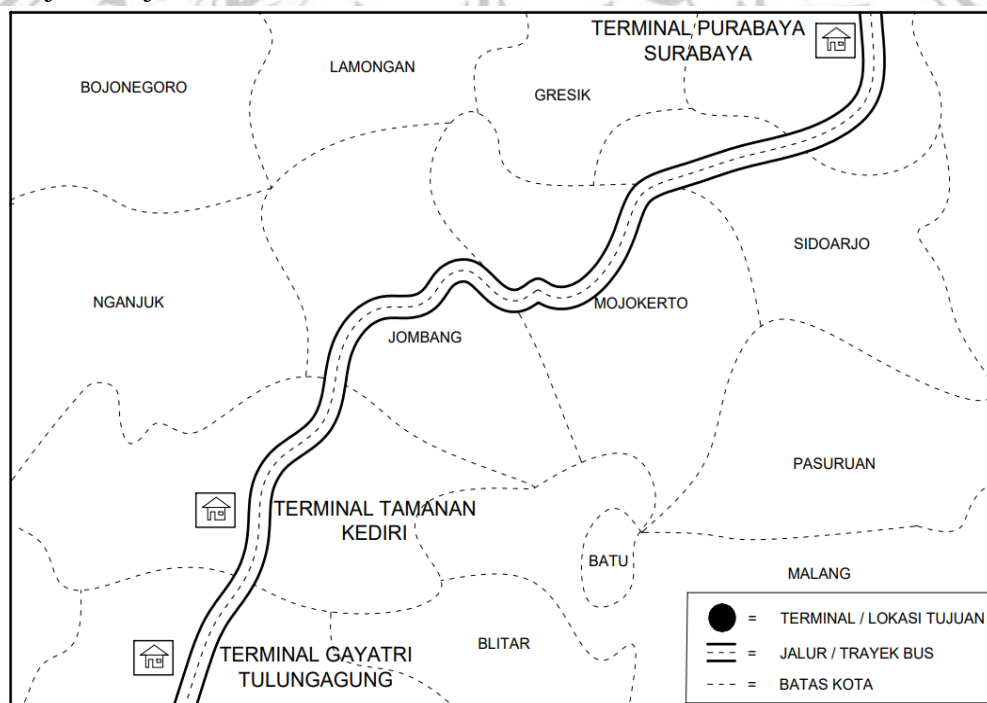 TERMINAL PURABAYA
SURABAYA
LAMONGAN
BOJONEGORO
GRESIK
SIDOARJO
NGANJUK
MOJOKERTO
JOMBANG
PASURUAN
TERMINAL TAMANAN
KEDIRI
BATU
MALANG
BLITAR
TERMINAL GAYATRI
TULUNGAGUNG
= TERMINAL / LOKASI TUJUAN
= JALUR / TRAYEK BUS
= BATAS KOTA